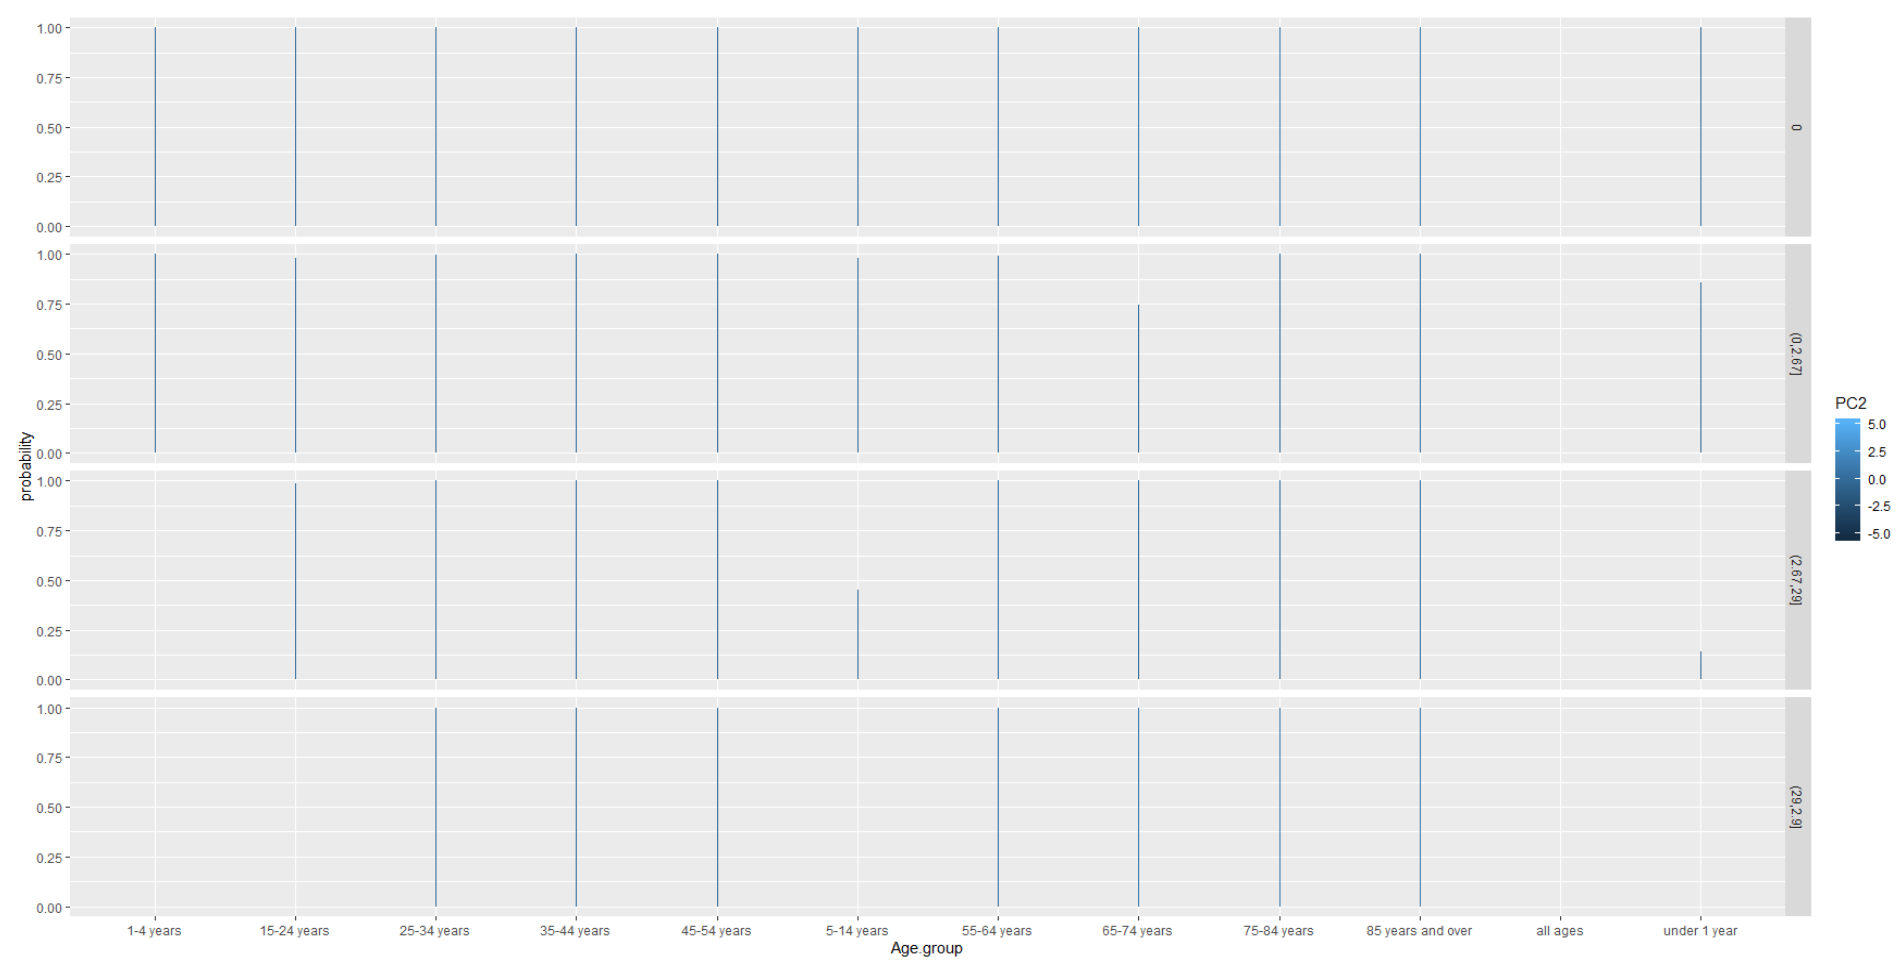 1.00
0.75
0.50
0.25
0.00
0
1.00
0.75
0.50
0.25
0.00
(0,2.67]
1.00
0.75
0.50
0.25
0.00
(2.67,29]
1.00
0.75
0.50
0.25
0.00
(29,2.9]
probability
1-4 years
15-24 years
25-34 years
35-44 years
45-54 years
5-14 years
55-64 years
65-74 years
75-84 years
85 years and over
all ages
under 1 year
Age.group
PC2
5.0
2.5
0.0
-2.5
-5.0